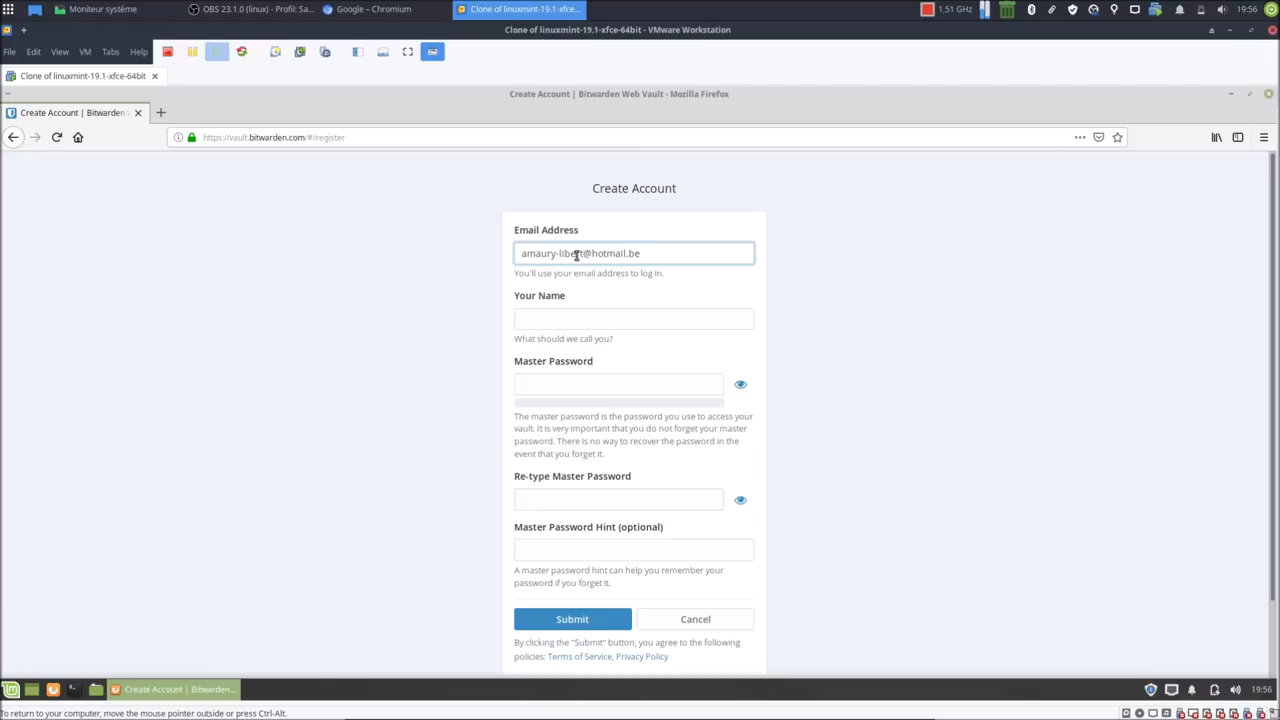 Moniteur système
OBS 23.1.0 (linux) - Profil: Sa...
Google – Chromium
Clone of linuxmint-19.1-xfce...
1,51 GHz
19:56
Clone of linuxmint-19.1-xfce-64bit - VMware Workstation
File Edit View VM Tabs Help
Clone of linuxmint-19.1-xfce-64bit
Create Account | Bitwarden Web Vault - Mozilla Firefox
Create Account | Bitwarden
https://vault.bitwarden.com/#/register
Create Account
Email Address
amaury-libert@hotmail.be
You'll use your email address to log in.
Your Name
What should we call you?
Master Password
The master password is the password you use to access your
vault. It is very important that you do not forget your master
password. There is no way to recover the password in the
event that you forget it.
Re-type Master Password
Master Password Hint (optional)
A master password hint can help you remember your
password if you forget it.
Submit
Cancel
By clicking the "Submit" button, you agree to the following
policies: Terms of Service, Privacy Policy
Create Account | Bitwarden...
19:56
To return to your computer, move the mouse pointer outside or press Ctrl-Alt.